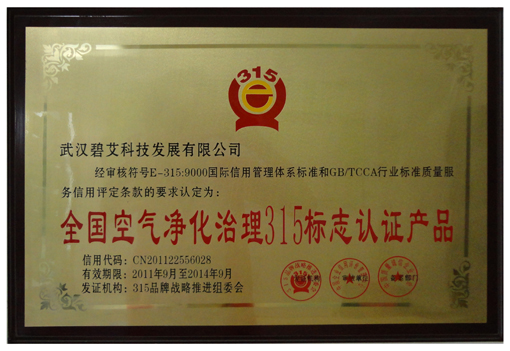 315
e
武汉碧艾科技发展有限公司
经审核符号E-315:9000国际信用管理体系标准和GB/TCCA行业标准质量服
务信用评定条款的要求认定为:
全国空气净化治理315标志认证产品
信用代码: CN201122556028
有效期限: 2011年9月至2014年9月
发证机构: 315品牌战略推进组委会